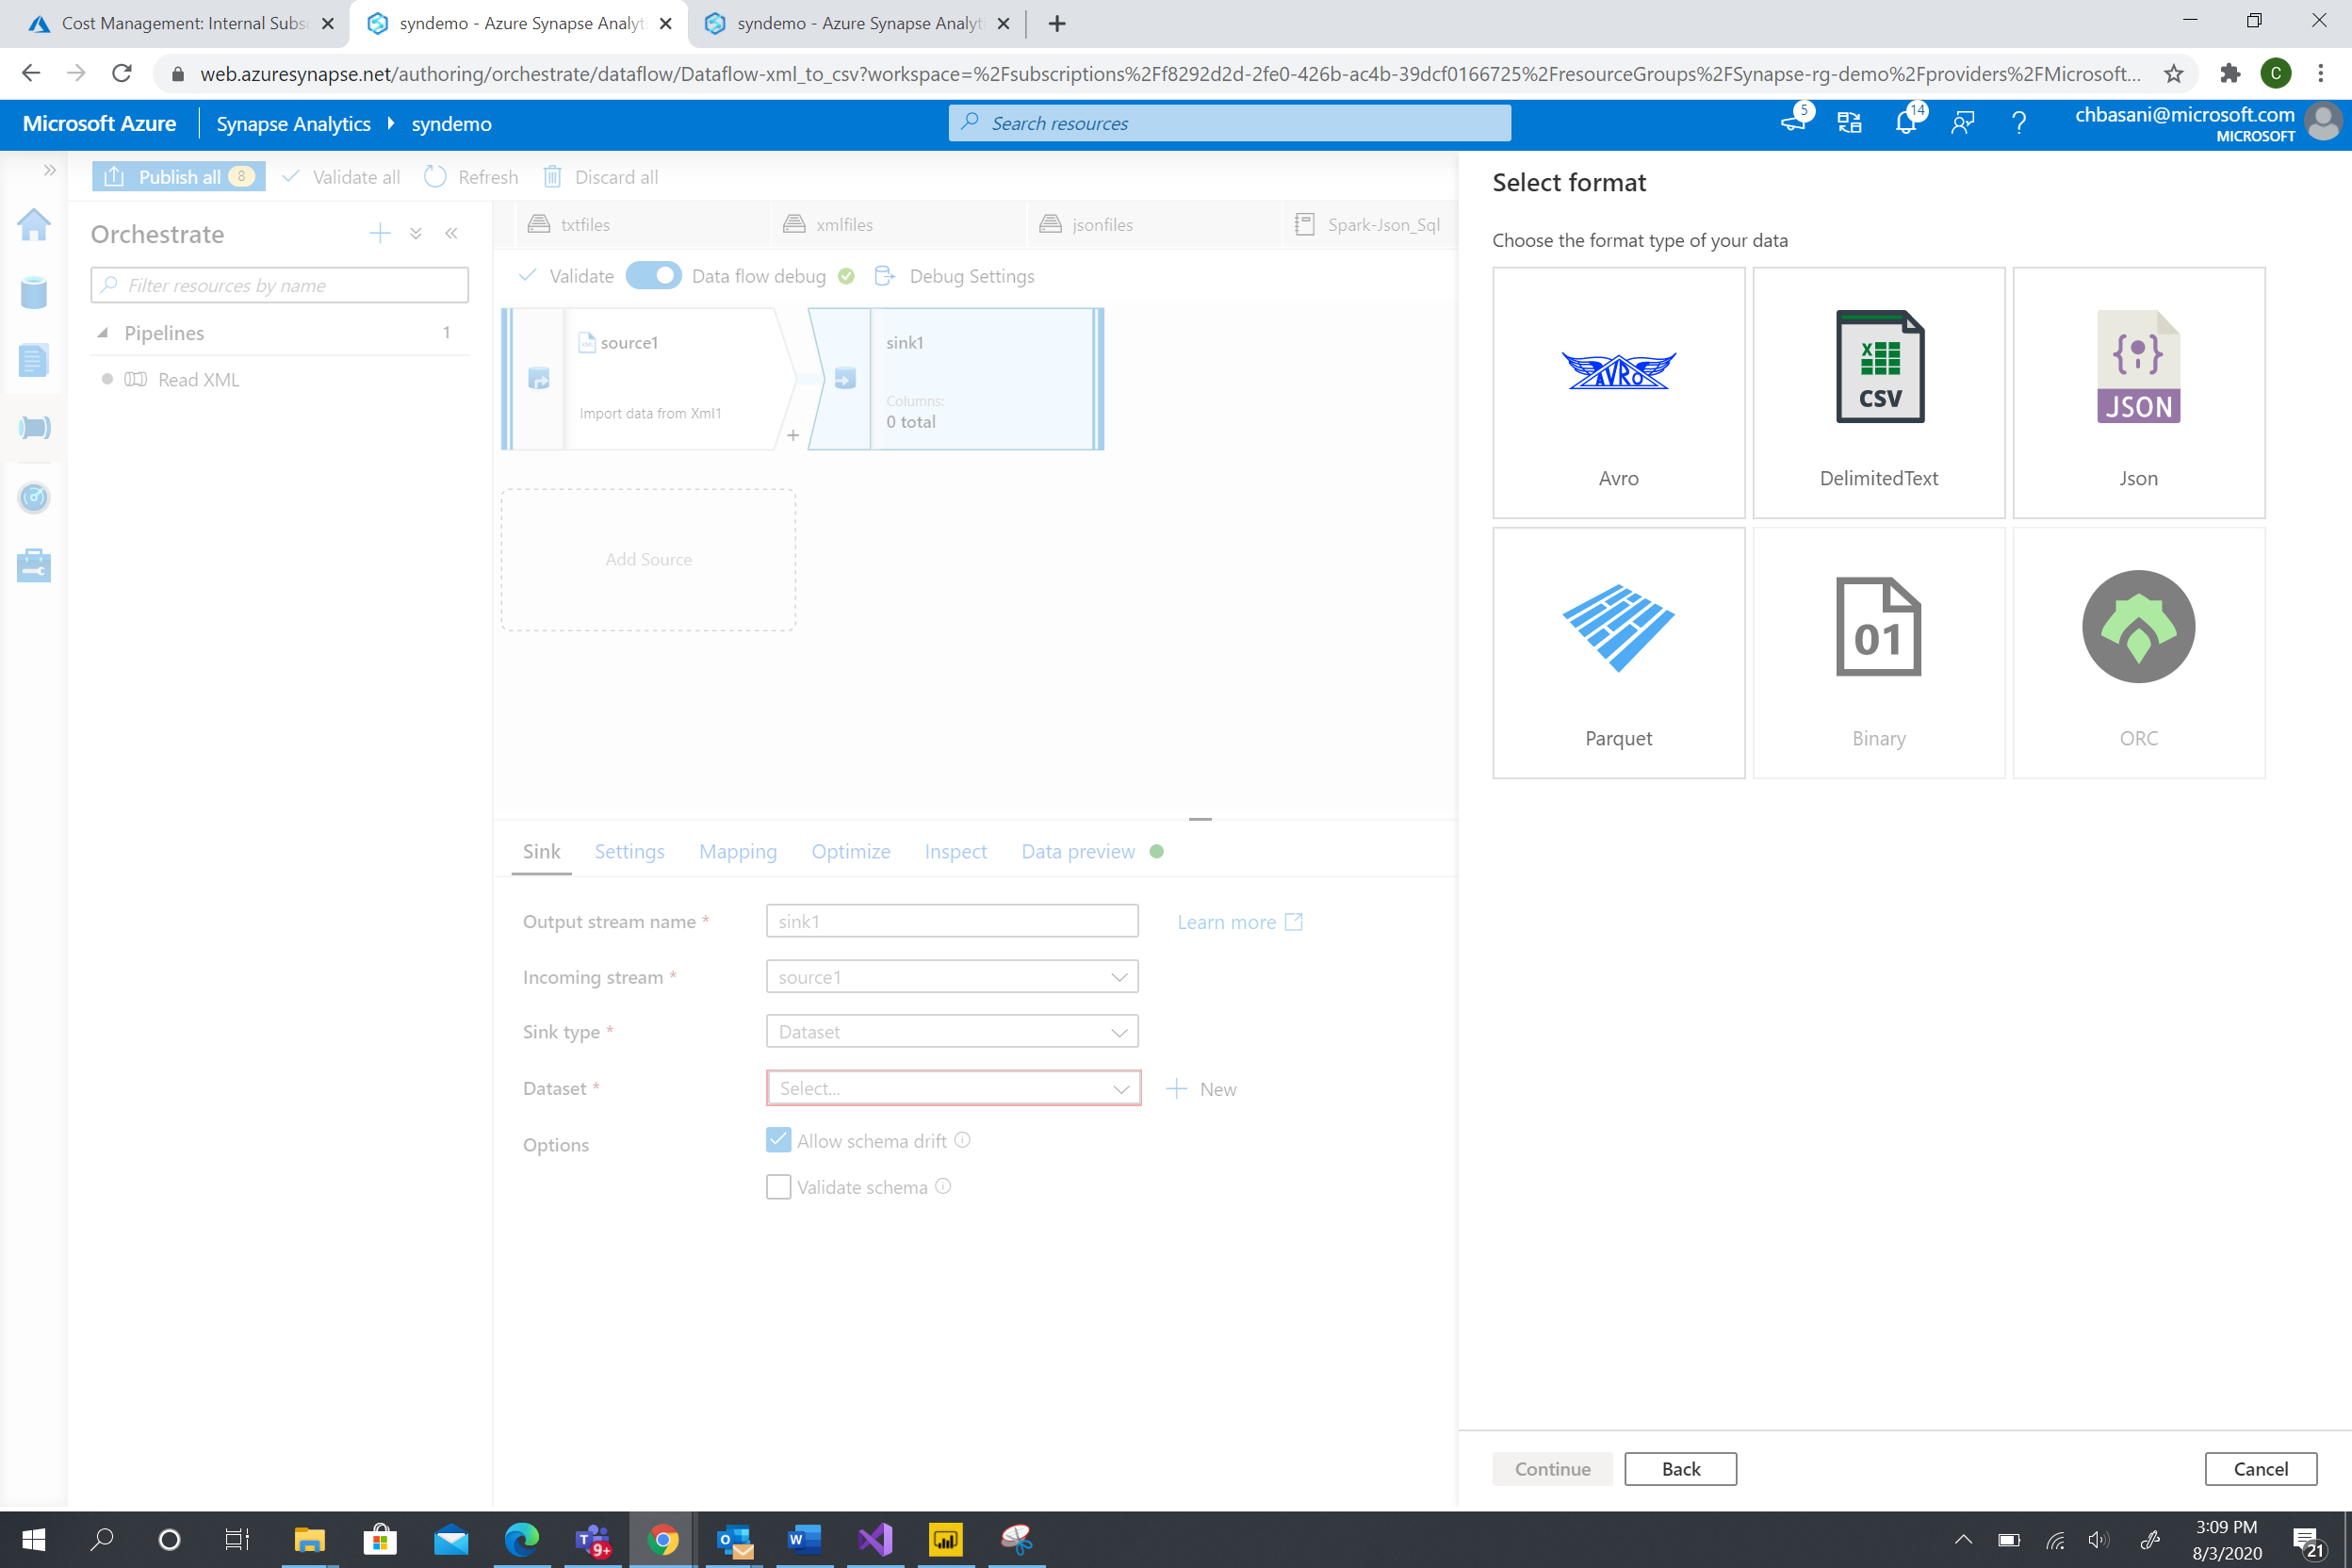 Cost Management: Internal Subs
syndemo - Azure Synapse Analyt
syndemo - Azure Synapse Analyt
web.azuresynapse.net/authoring/orchestrate/dataflow/Dataflow-xml_to_csv?workspace=%2Fsubscriptions%2Ff8292d2d-2fe0-426b-ac4b-39dcf0166725%2FresourceGroups%2FSynapse-rg-demo%2Fproviders%2FMicrosoft...
C
Microsoft Azure
Synapse Analytics
syndemo
Search resources
5
14
chbasani@microsoft.com
MICROSOFT
Publish all 8
Validate all
Refresh
Discard all
Orchestrate
Filter resources by name
Pipelines 1
Read XML
txtfiles
xmlfiles
jsonfiles
Spark-Json_Sql
Validate
Data flow debug
Debug Settings
source1
Import data from Xml1
+
sink1
Columns:
0 total
Add Source
Sink
Settings
Mapping
Optimize
Inspect
Data preview
Output stream name *
sink1
Learn more
Incoming stream *
source1
Sink type *
Dataset
Dataset *
Select...
New
Options
Allow schema drift
Validate schema
Select format
Choose the format type of your data
AVRO
Avro
X
CSV
DelimitedText
JSON
Json
Parquet
01
Binary
ORC
Continue
Back
Cancel
T
9+
O
W
3:09 PM
8/3/2020
21